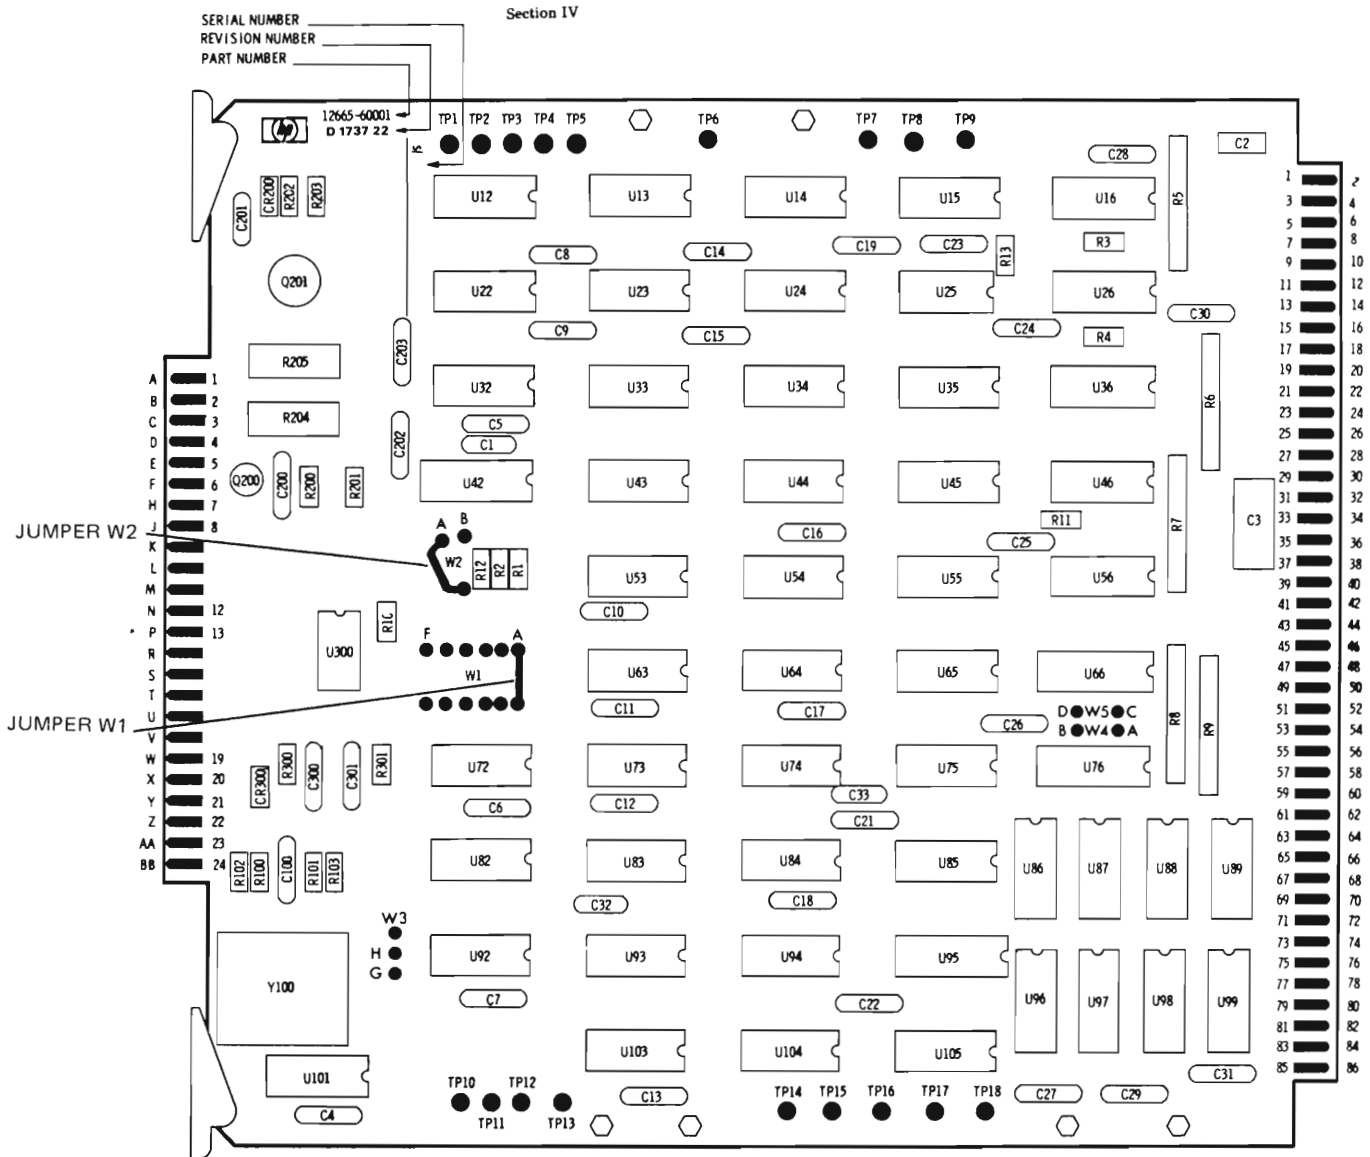 Section IV
SERIAL NUMBER
REVISION NUMBER
PART NUMBER
12665-60001
hp D 1737 22
TP1 TP2 TP3 TP4 TP5 TP6 TP7 TP8 TP9
C28 C2
CR200 R202 R203 C201
U12 U13 U14 U15 U16 R5
C8 C14 C19 C23 R13 R3
Q201
U22 U23 U24 U25 U26
C9 C15 C24 C30
C203 R4
R205
U32 U33 U34 U35 U36 R6
R204 C202
C5
C1
Q200 C200 R200 R201
U42 U43 U44 U45 U46
R11 R7 C3
C16 C25
JUMPER W2
A B
W2
R12 R2 R1
U53 U54 U55 U56
C10
R10
U300
F A
W1
JUMPER W1
U63 U64 U65 U66
C11 C17 C26
D W5 C
B W4 A
R8 R9
CR300 R300 C300 C301 R301
U72 U73 U74 U75 U76
C6 C12 C33
C21
R102 R100 C100 R101 R103
U82 U83 U84 U85 U86 U87 U88 U89
C32 C18
W3
H
G
Y100
U92 U93 U94 U95 U96 U97 U98 U99
C7 C22
U101
U103 U104 U105
C31
C4
TP10 TP12
TP11 TP13
C13
TP14 TP15 TP16 TP17 TP18
C27 C29
A 1
B 2
C 3
D 4
E 5
F 6
H 7
J 8
K
L
M
N 12
P 13
R
S
T
U
V
W 19
X 20
Y 21
Z 22
AA 23
BB 24
1 2
3 4
5 6
7 8
9 10
11 12
13 14
15 16
17 18
19 20
21 22
23 24
25 26
27 28
29 30
31 32
33 34
35 36
37 38
39 40
41 42
43 44
45 46
47 48
49 50
51 52
53 54
55 56
57 58
59 60
61 62
63 64
65 66
67 68
69 70
71 72
73 74
75 76
77 78
79 80
81 82
83 84
85 86